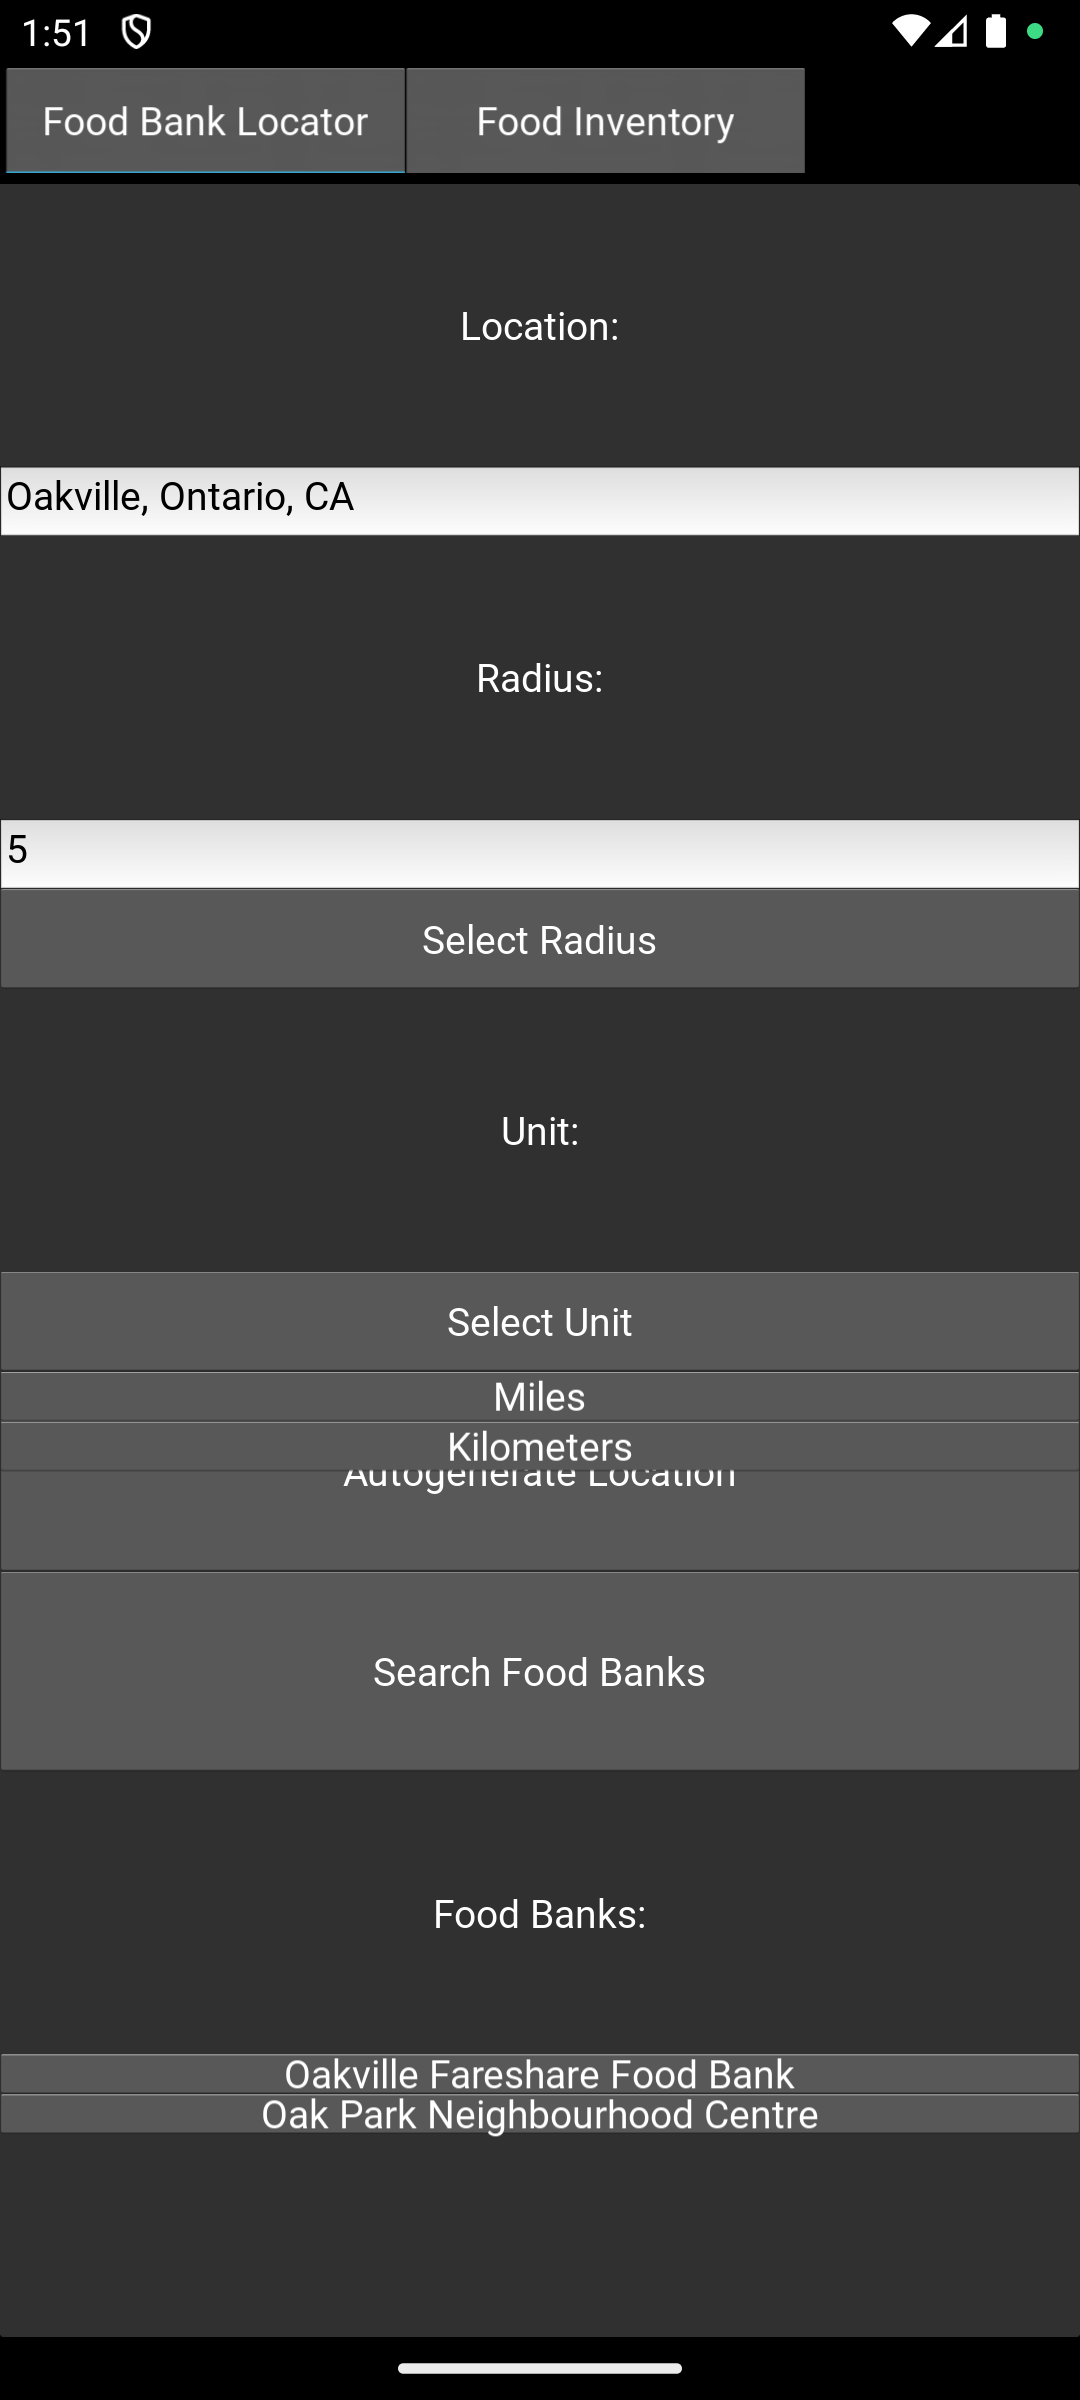 1:51
Food Bank Locator Food Inventory
Location:
Oakville, Ontario, CA
Radius:
5
Select Radius
Unit:
Select Unit
Miles
Kilometers
Autogenerate Location
Search Food Banks
Food Banks:
Oakville Fareshare Food Bank
Oak Park Neighbourhood Centre